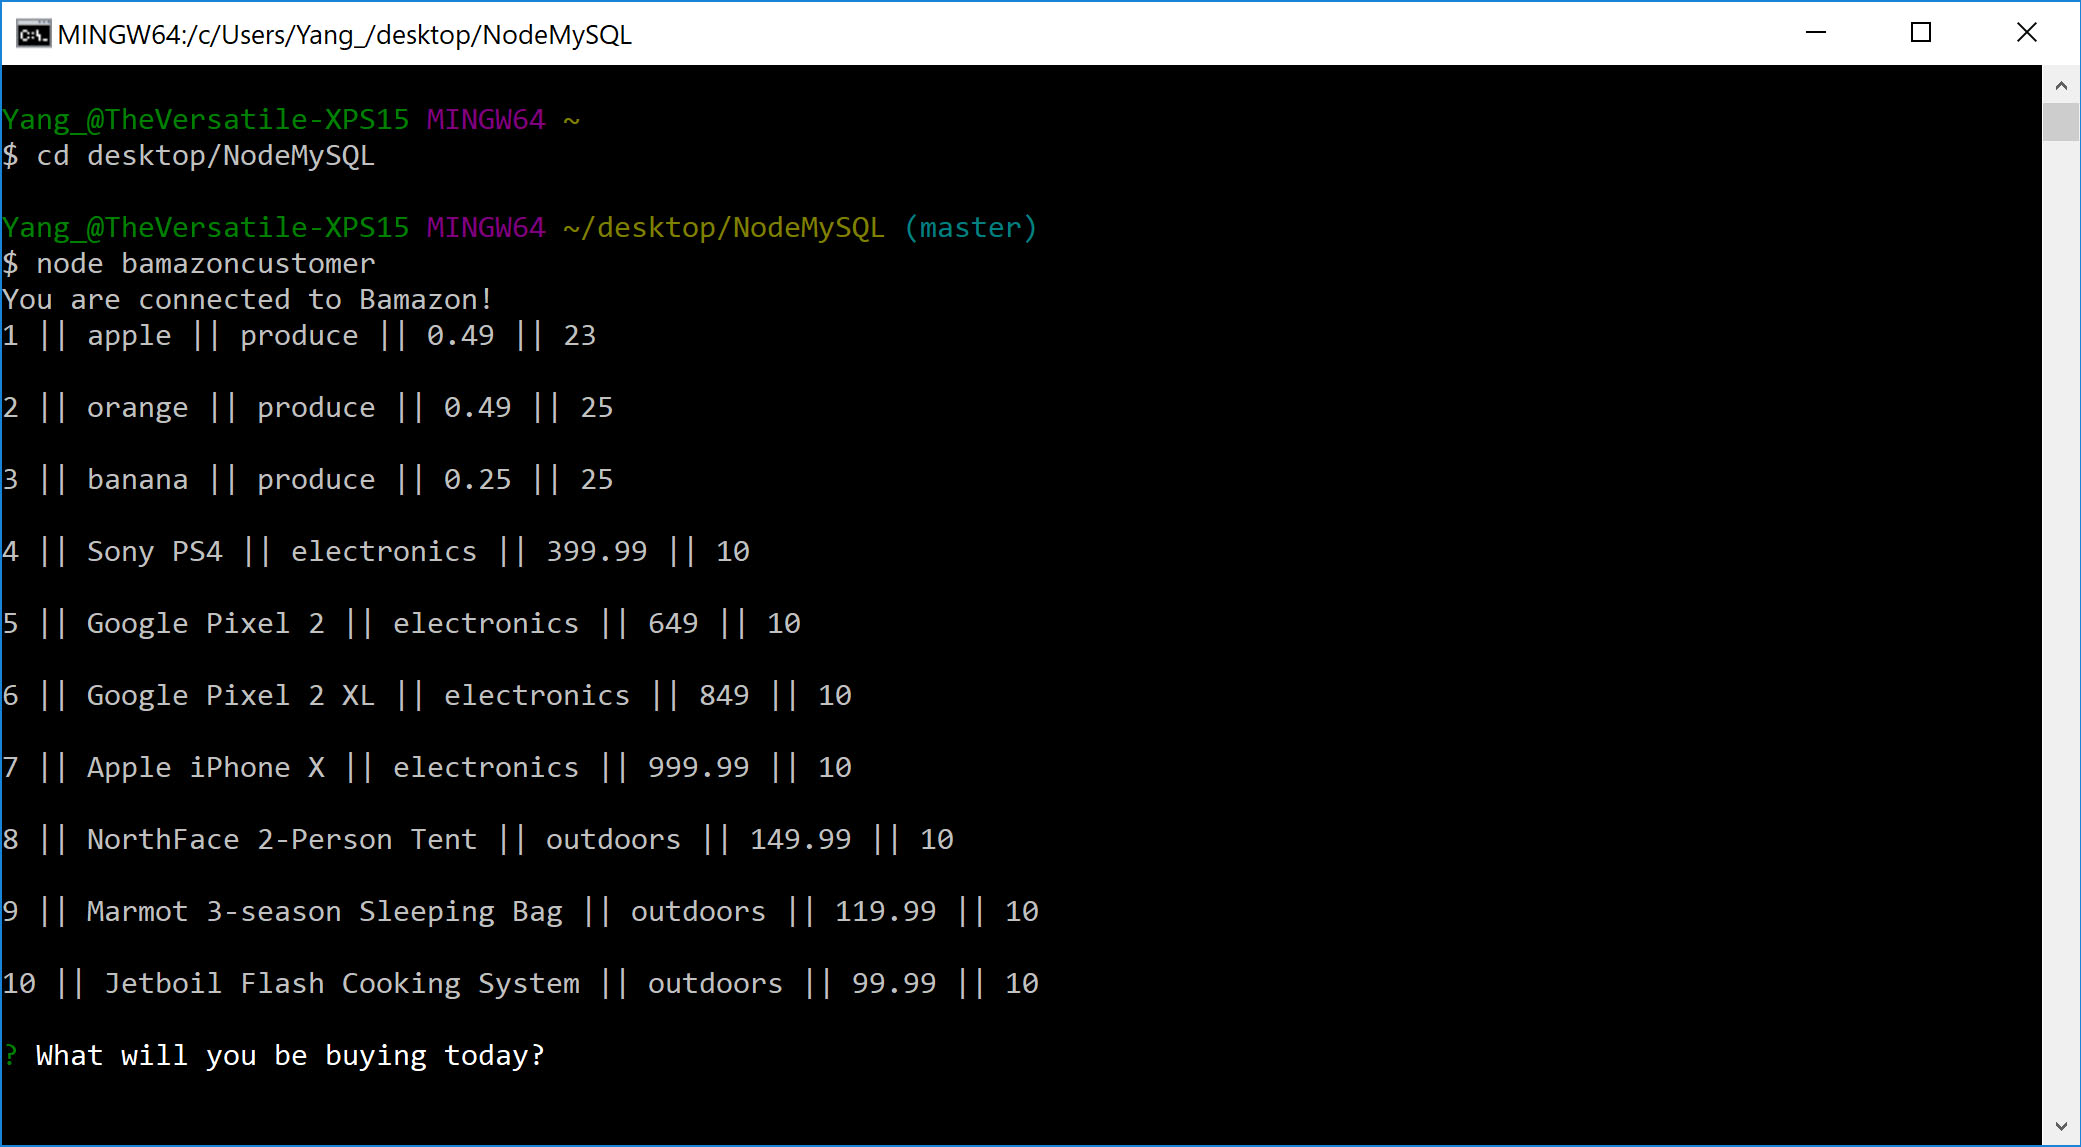 MINGW64:/c/Users/Yang_/desktop/NodeMySQL
Yang_@TheVersatile-XPS15 MINGW64 ~
$ cd desktop/NodeMySQL
Yang_@TheVersatile-XPS15 MINGW64 ~/desktop/NodeMySQL (master)
$ node bamazoncustomer
You are connected to Bamazon!
1 || apple || produce || 0.49 || 23
2 || orange || produce || 0.49 || 25
3 || banana || produce || 0.25 || 25
4 || Sony PS4 || electronics || 399.99 || 10
5 || Google Pixel 2 || electronics || 649 || 10
6 || Google Pixel 2 XL || electronics || 849 || 10
7 || Apple iPhone X || electronics || 999.99 || 10
8 || NorthFace 2-Person Tent || outdoors || 149.99 || 10
9 || Marmot 3-season Sleeping Bag || outdoors || 119.99 || 10
10 || Jetboil Flash Cooking System || outdoors || 99.99 || 10
? What will you be buying today?